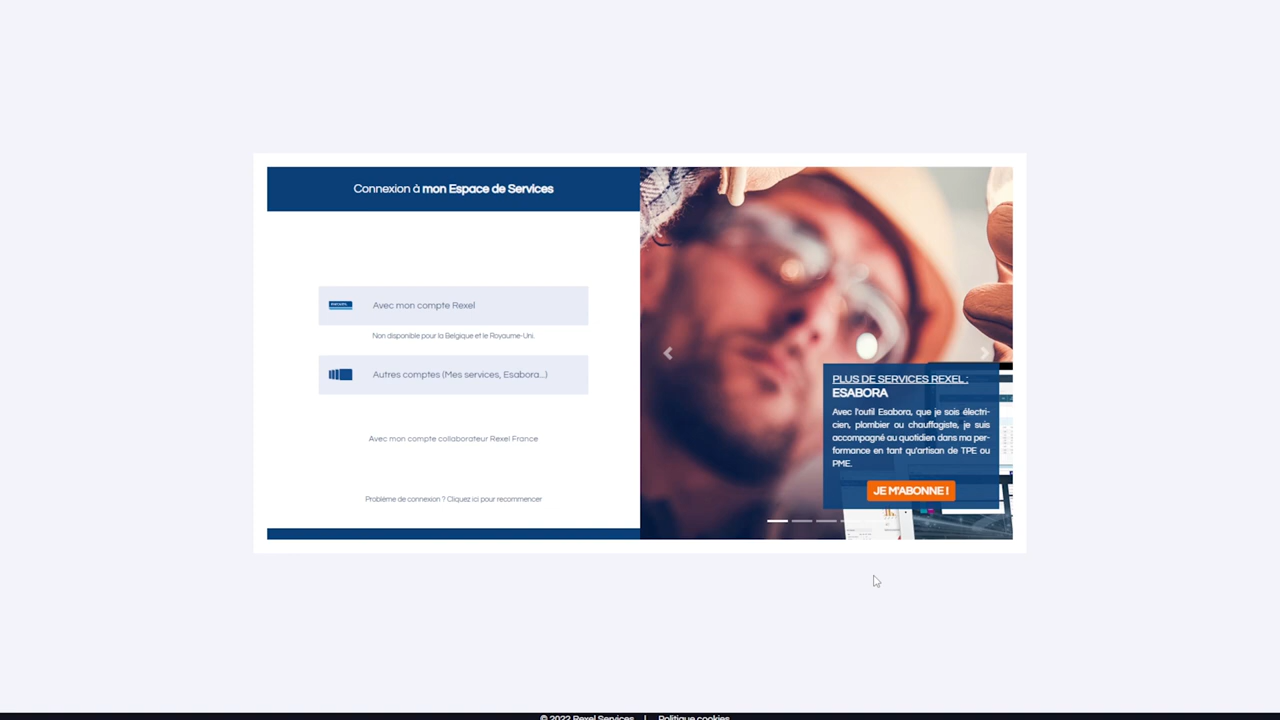 Connexion à mon Espace de Services
Avec mon compte Rexel
Non disponible pour la Belgique et le Royaume-Uni.
Autres comptes (Mes services, Esabora...)
Avec mon compte collaborateur Rexel France
Problème de connexion ? Cliquez ici pour recommencer
PLUS DE SERVICES REXEL :
ESABORA
Avec l'outil Esabora, que je sois électri-
cien, plombier ou chauffagiste, je suis
accompagné au quotidien dans ma per-
formance en tant qu'artisan de TPE ou
PME.
JE M'ABONNE !
© 2022 Rexel Services | Politique cookies